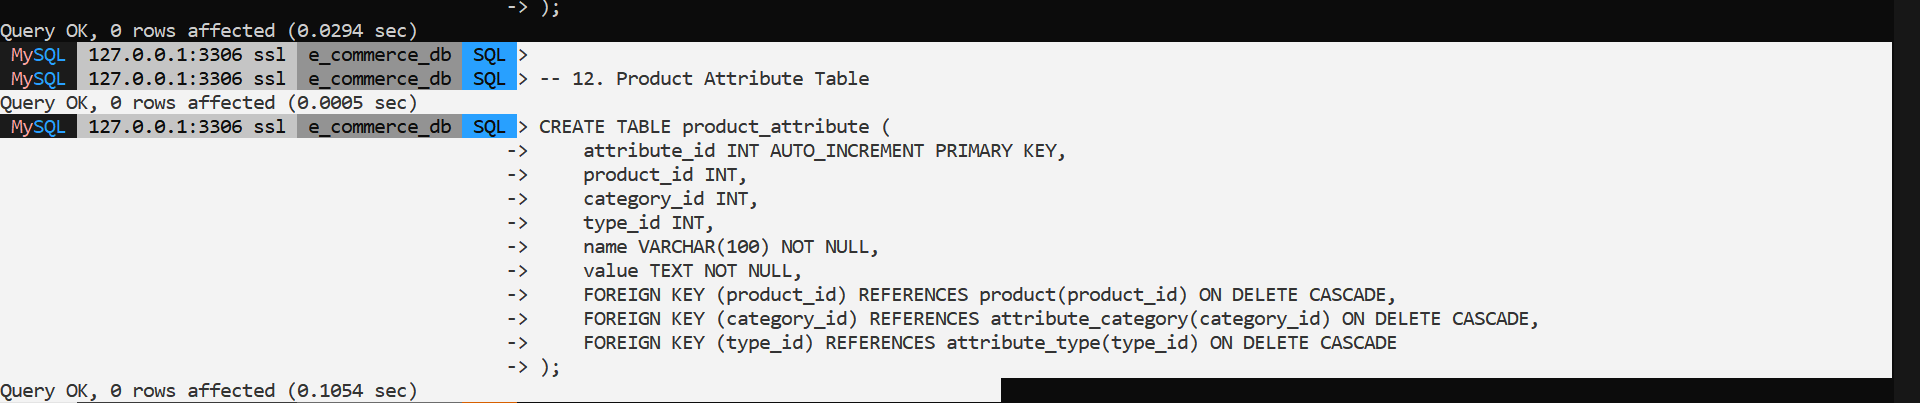 -> );
Query OK, 0 rows affected (0.0294 sec)
MySQL 127.0.0.1:3306 ssl e_commerce_db SQL >
MySQL 127.0.0.1:3306 ssl e_commerce_db SQL > -- 12. Product Attribute Table
Query OK, 0 rows affected (0.0005 sec)
MySQL 127.0.0.1:3306 ssl e_commerce_db SQL > CREATE TABLE product_attribute (
-> attribute_id INT AUTO_INCREMENT PRIMARY KEY,
-> product_id INT,
-> category_id INT,
-> type_id INT,
-> name VARCHAR(100) NOT NULL,
-> value TEXT NOT NULL,
-> FOREIGN KEY (product_id) REFERENCES product(product_id) ON DELETE CASCADE,
-> FOREIGN KEY (category_id) REFERENCES attribute_category(category_id) ON DELETE CASCADE,
-> FOREIGN KEY (type_id) REFERENCES attribute_type(type_id) ON DELETE CASCADE
-> );
Query OK, 0 rows affected (0.1054 sec)